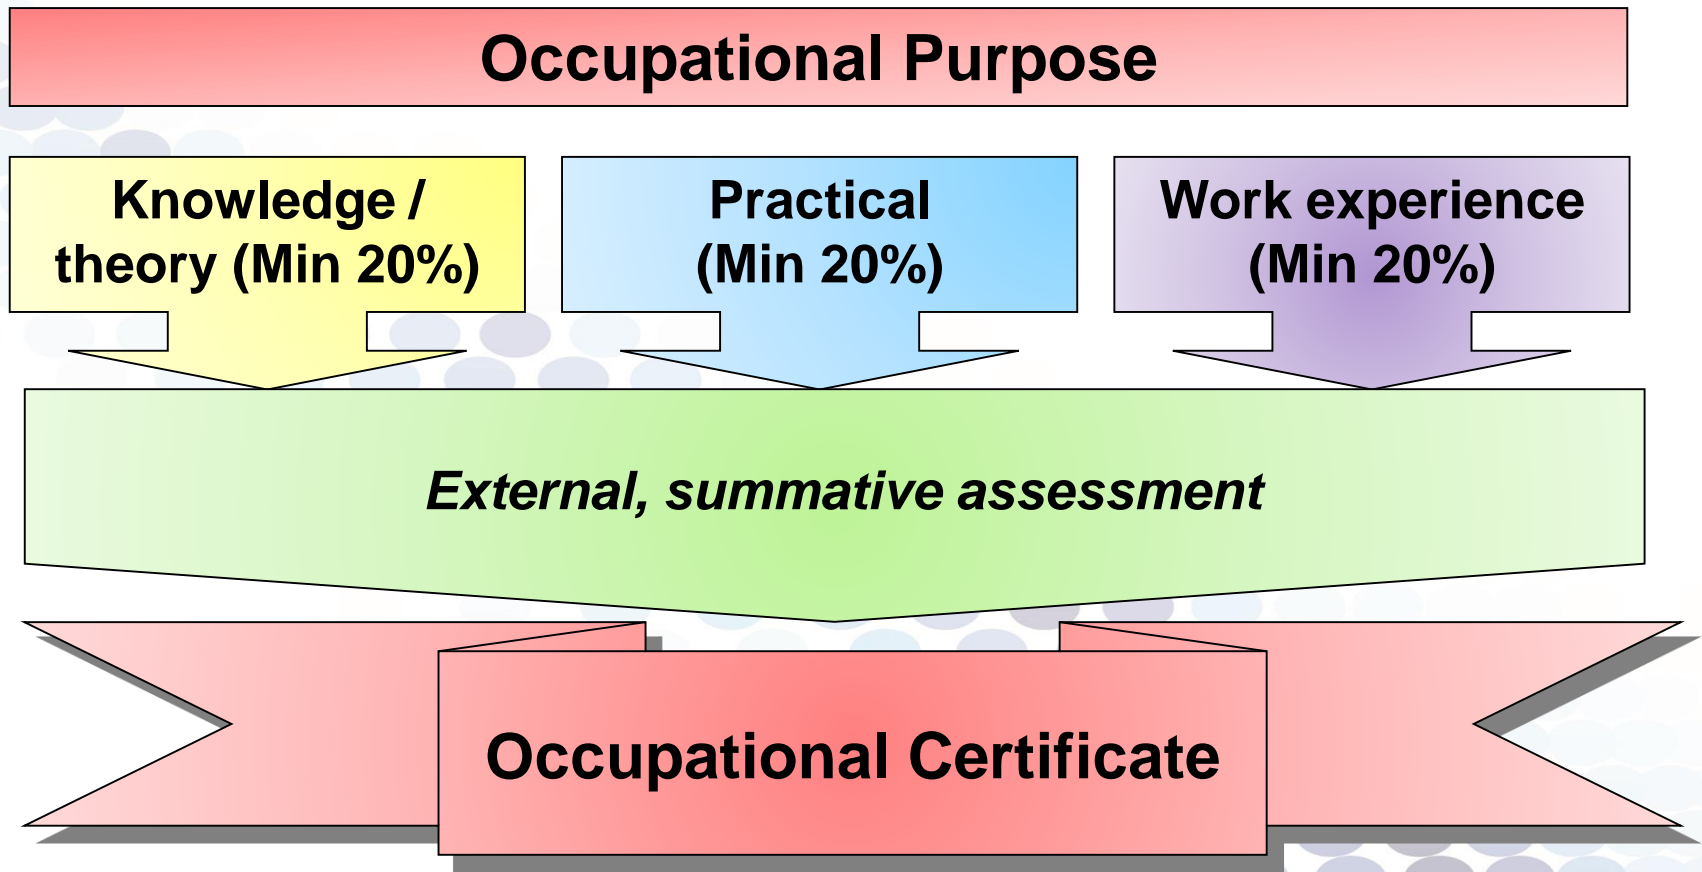 Occupational Purpose
Knowledge /
theory (Min 20%)
Practical
(Min 20%)
Work experience
(Min 20%)
External, summative assessment
Occupational Certificate